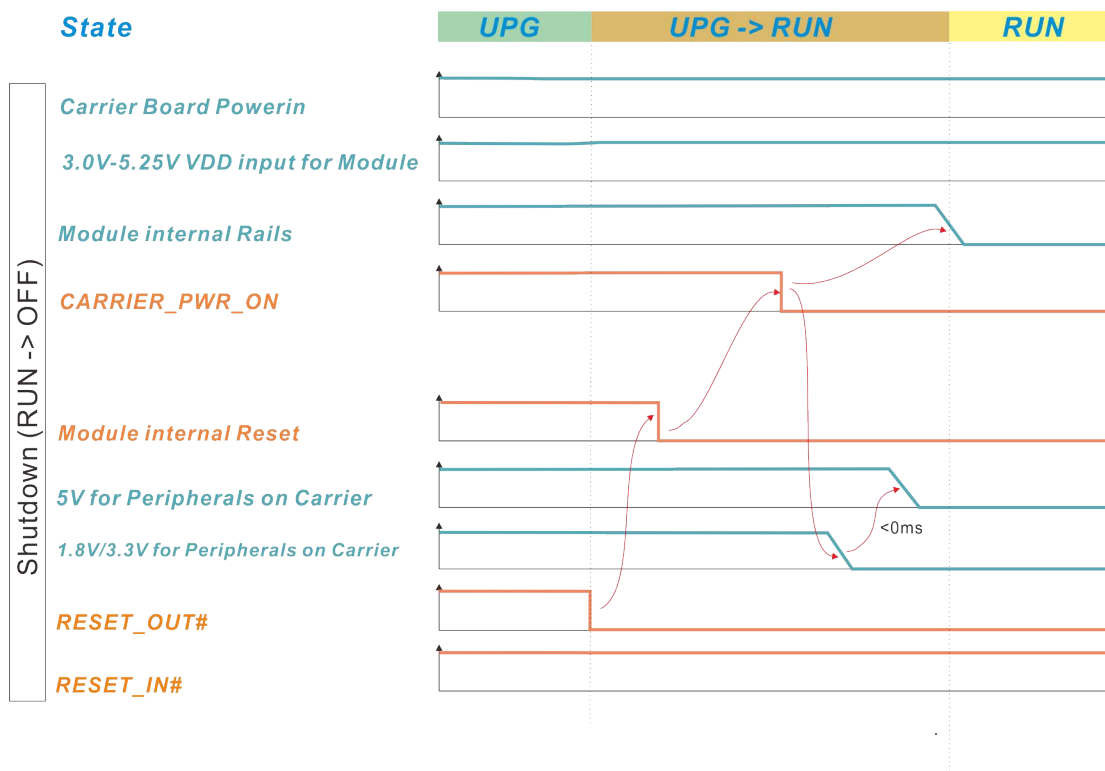 State UPG UPG -> RUN RUN
Shutdown (RUN -> OFF)
Carrier Board Powerin
3.0V-5.25V VDD input for Module
Module internal Rails
CARRIER_PWR_ON
Module internal Reset
5V for Peripherals on Carrier
<0ms
1.8V/3.3V for Peripherals on Carrier
RESET_OUT#
RESET_IN#